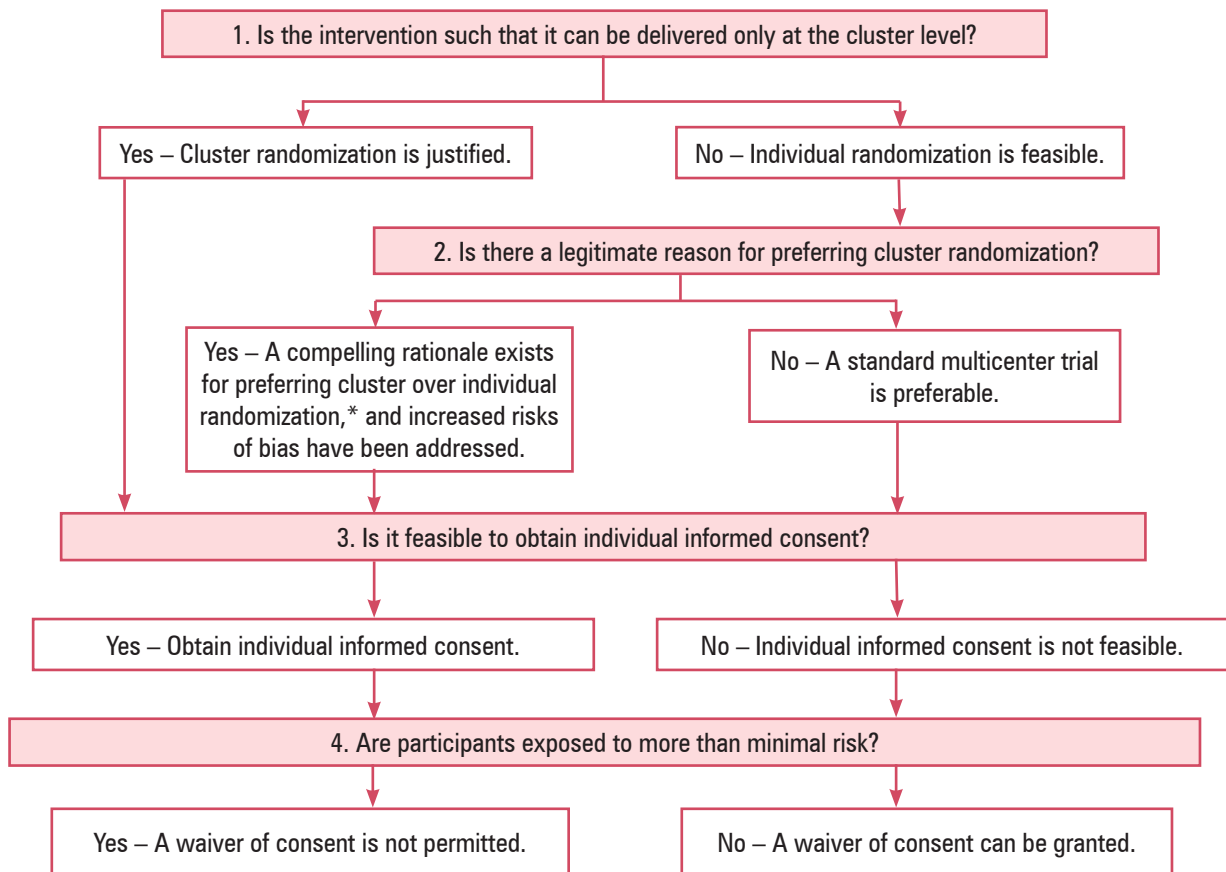 1. Is the intervention such that it can be delivered only at the cluster level?
Yes – Cluster randomization is justified.
No – Individual randomization is feasible.
2. Is there a legitimate reason for preferring cluster randomization?
Yes – A compelling rationale exists
for preferring cluster over individual
randomization,* and increased risks
of bias have been addressed.
No – A standard multicenter trial
is preferable.
3. Is it feasible to obtain individual informed consent?
Yes – Obtain individual informed consent.
No – Individual informed consent is not feasible.
4. Are participants exposed to more than minimal risk?
Yes – A waiver of consent is not permitted.
No – A waiver of consent can be granted.